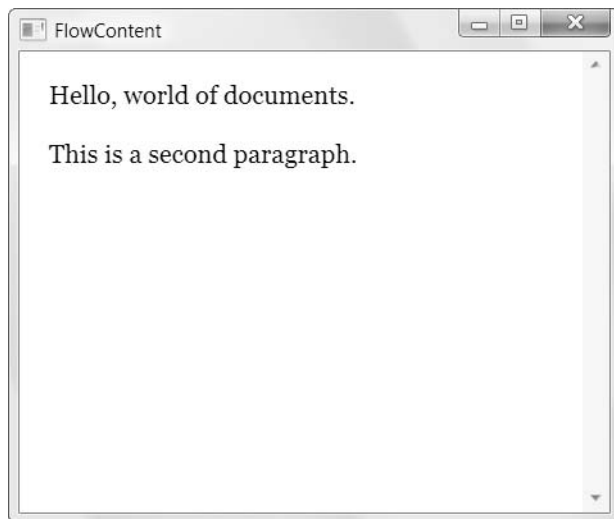 FlowContent
Hello, world of documents.
This is a second paragraph.